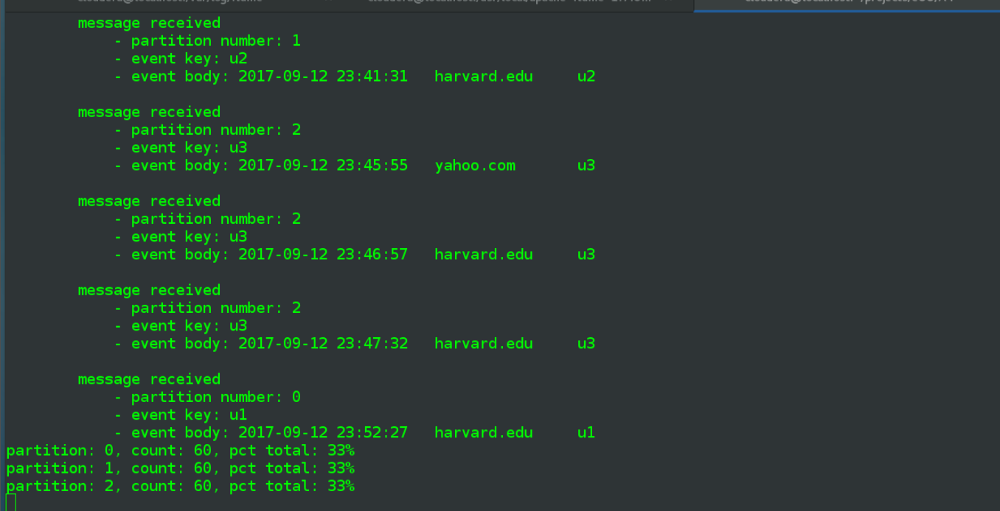 message received
- partition number: 1
- event key: u2
- event body: 2017-09-12 23:41:31 harvard.edu u2
message received
- partition number: 2
- event key: u3
- event body: 2017-09-12 23:45:55 yahoo.com u3
message received
- partition number: 2
- event key: u3
- event body: 2017-09-12 23:46:57 harvard.edu u3
message received
- partition number: 2
- event key: u3
- event body: 2017-09-12 23:47:32 harvard.edu u3
message received
- partition number: 0
- event key: u1
- event body: 2017-09-12 23:52:27 harvard.edu u1
partition: 0, count: 60, pct total: 33%
partition: 1, count: 60, pct total: 33%
partition: 2, count: 60, pct total: 33%